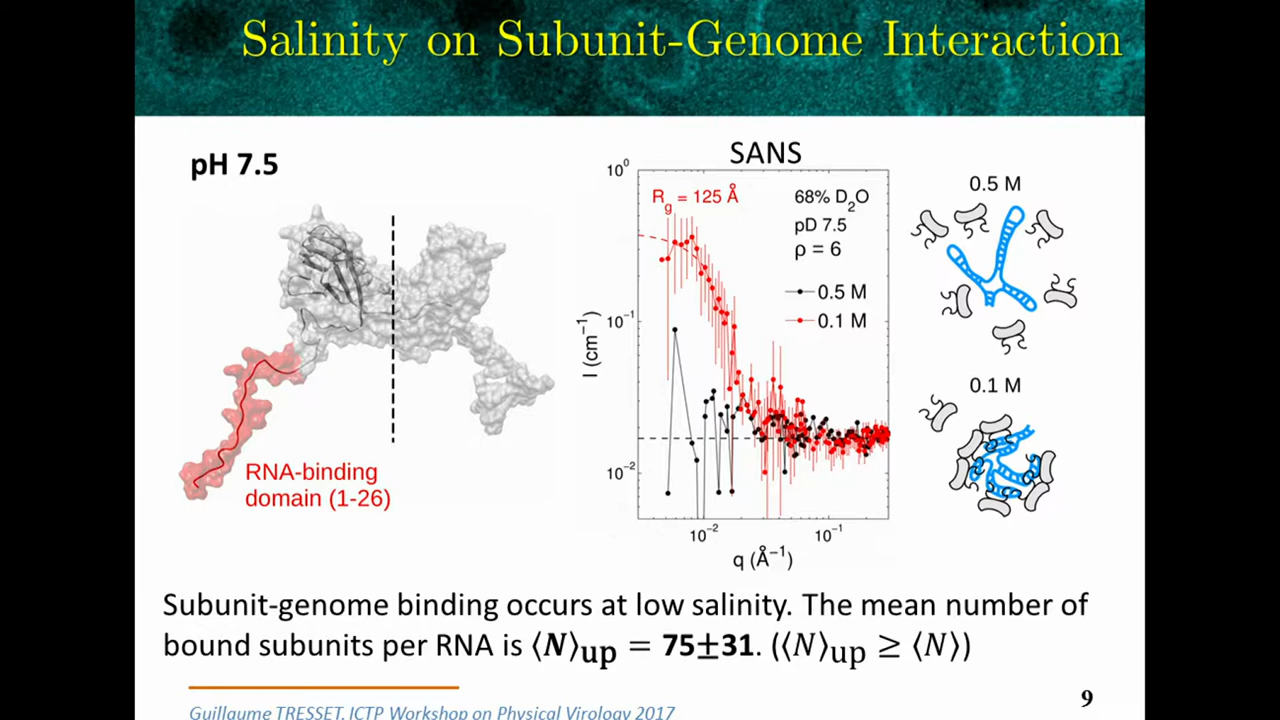 Salinity on Subunit-Genome Interaction
pH 7.5
RNA-binding
domain (1-26)
SANS
R_g = 125 Å
68% D₂O
pD 7.5
ρ = 6
0.5 M
0.1 M
I (cm⁻¹)
10⁰
10⁻¹
10⁻²
10⁻²
10⁻¹
q (Å⁻¹)
0.5 M
0.1 M
Subunit-genome binding occurs at low salinity. The mean number of
bound subunits per RNA is ⟨N⟩up = 75±31. (⟨N⟩up ≥ ⟨N⟩)
Guillaume TRESSET, ICTP Workshop on Physical Virology 2017
9